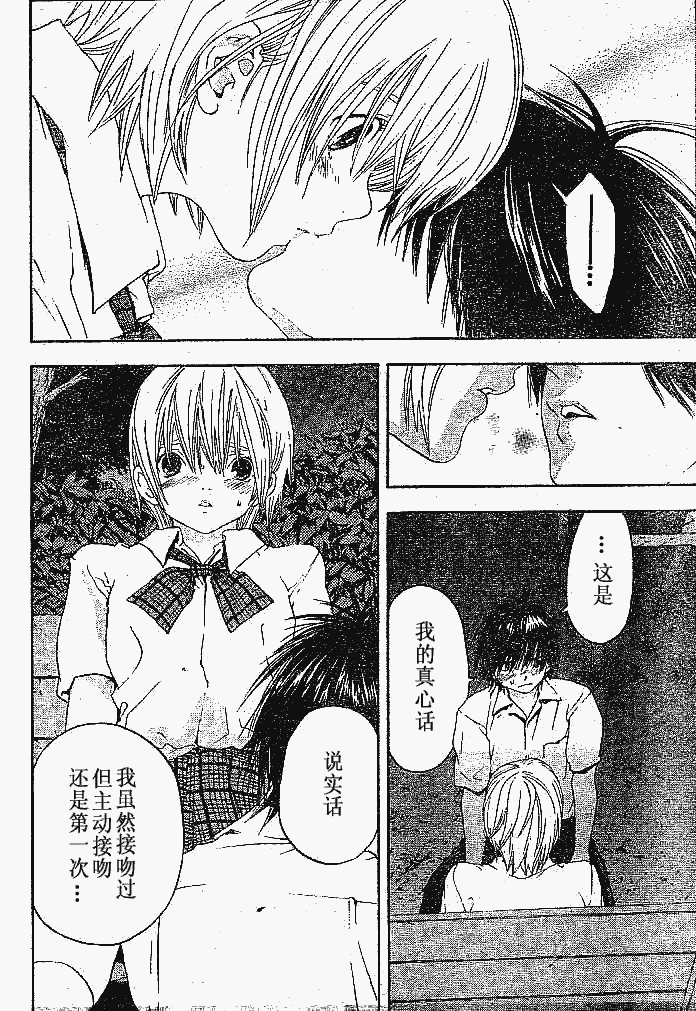 …这是
我的真心话
说实话
我虽然接吻过
但主动接吻
还是第一次…